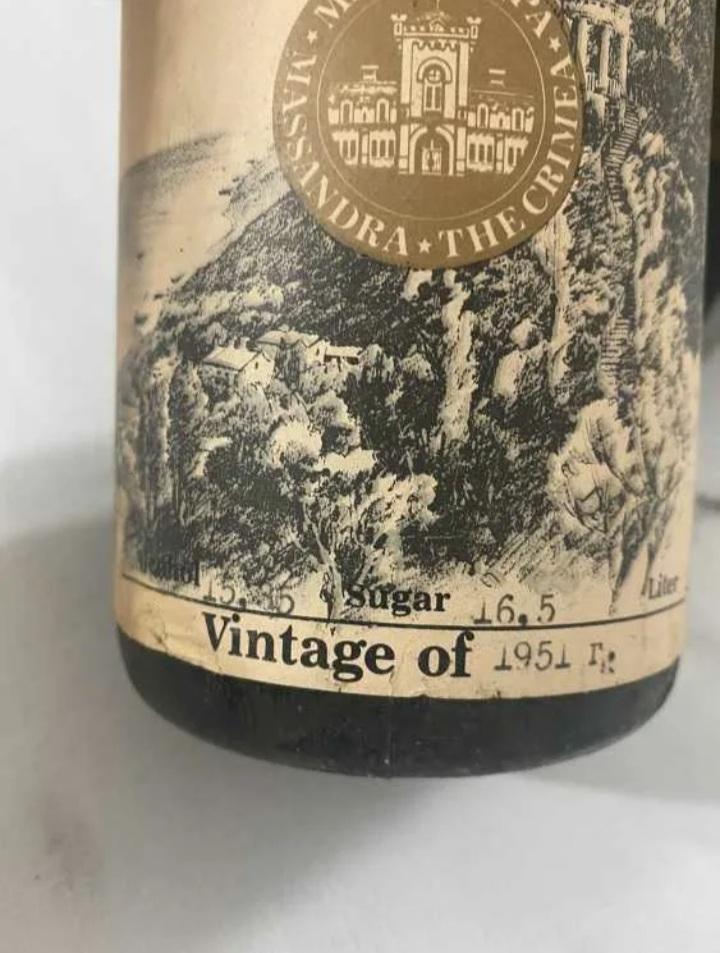 MASSANDRA ★ THE CRIMEA ★
Sugar 16,5 Liter
Vintage of 1951 г.